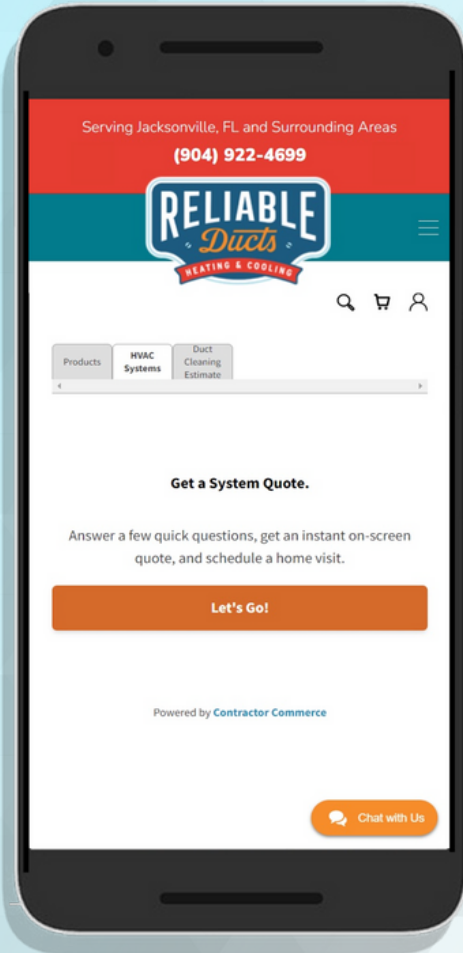 Serving Jacksonville, FL and Surrounding Areas
(904) 922-4699
RELIABLE
Ducts
HEATING & COOLING
Products
HVAC
Systems
Duct
Cleaning
Estimate
Get a System Quote.
Answer a few quick questions, get an instant on-screen
quote, and schedule a home visit.
Let's Go!
Powered by Contractor Commerce
Chat with Us